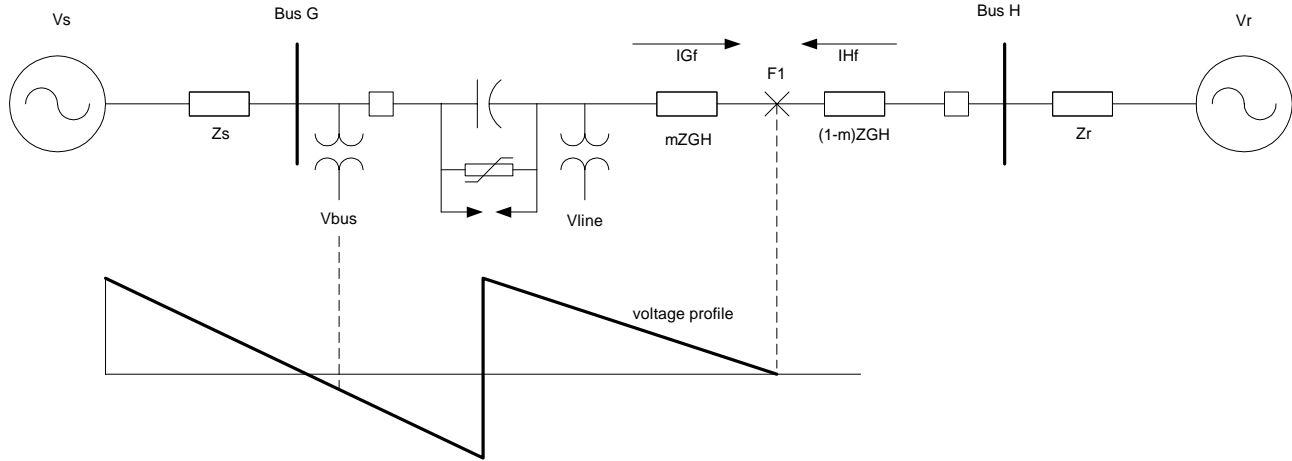 Vs
Bus G
Bus H
Vr
IGf
IHf
F1
Zs
mZGH
(1-m)ZGH
Zr
Vbus
Vline
voltage profile